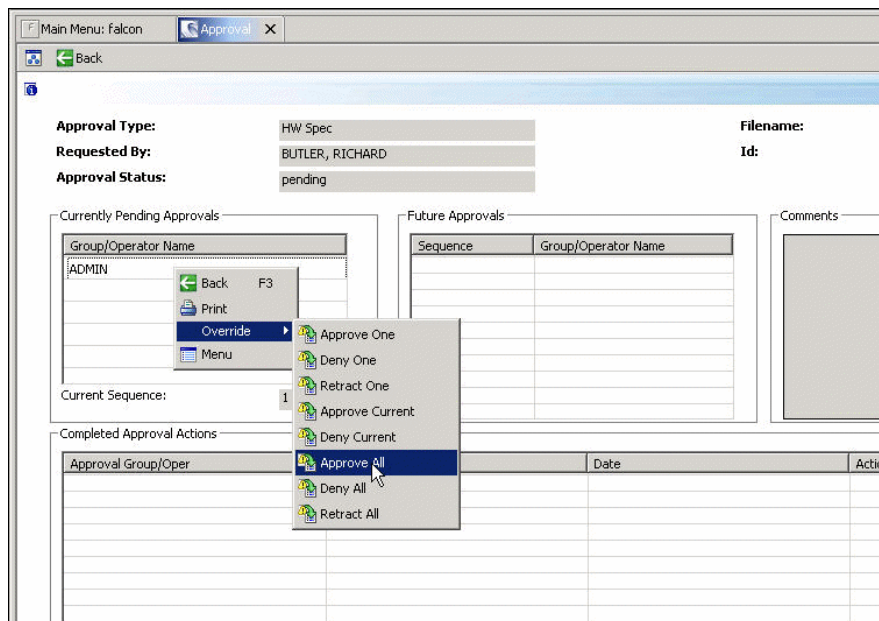 Main Menu: falcon Approval
Back
Approval Type: HW Spec Filename:
Requested By: BUTLER, RICHARD Id:
Approval Status: pending
Currently Pending Approvals Future Approvals Comments
Group/Operator Name Sequence Group/Operator Name
ADMIN
Back F3
Print
Override
Menu
Approve One
Deny One
Retract One
Approve Current
Deny Current
Approve All
Deny All
Retract All
Current Sequence: 1
Completed Approval Actions
Approval Group/Oper Date Acti